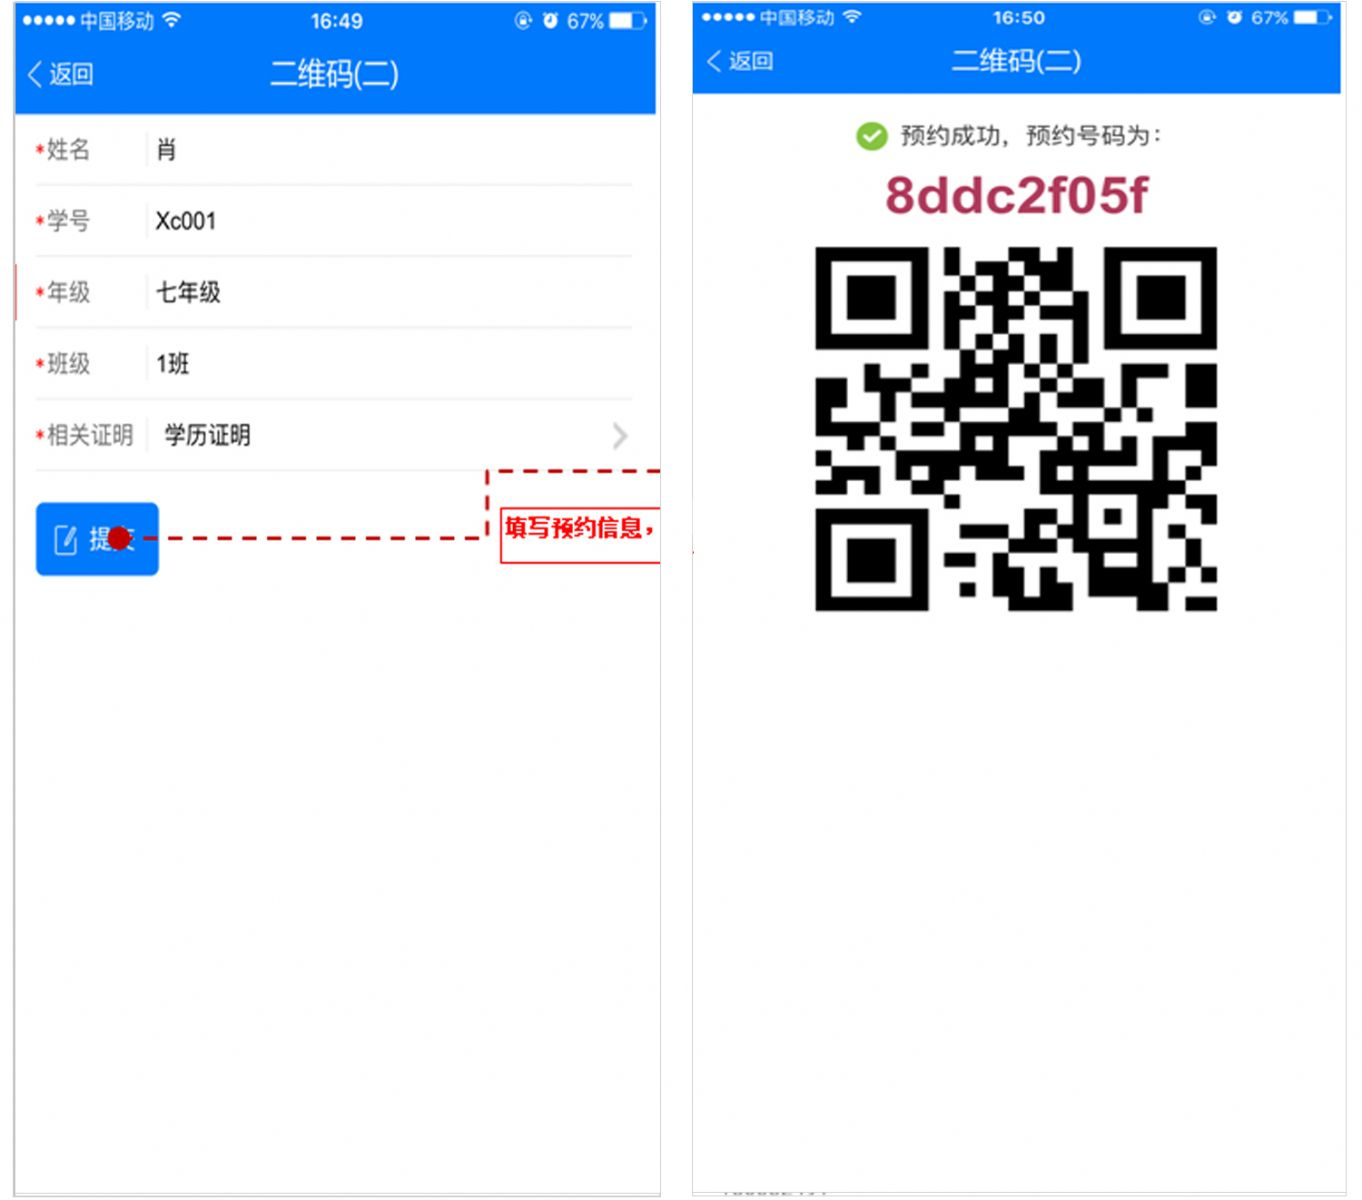 中国移动 16:49 67%
返回 二维码(二)
*姓名 肖
*学号 Xc001
*年级 七年级
*班级 1班
*相关证明 学历证明
填写预约信息，
中国移动 16:50 67%
返回 二维码(二)
预约成功，预约号码为：
8ddc2f05f